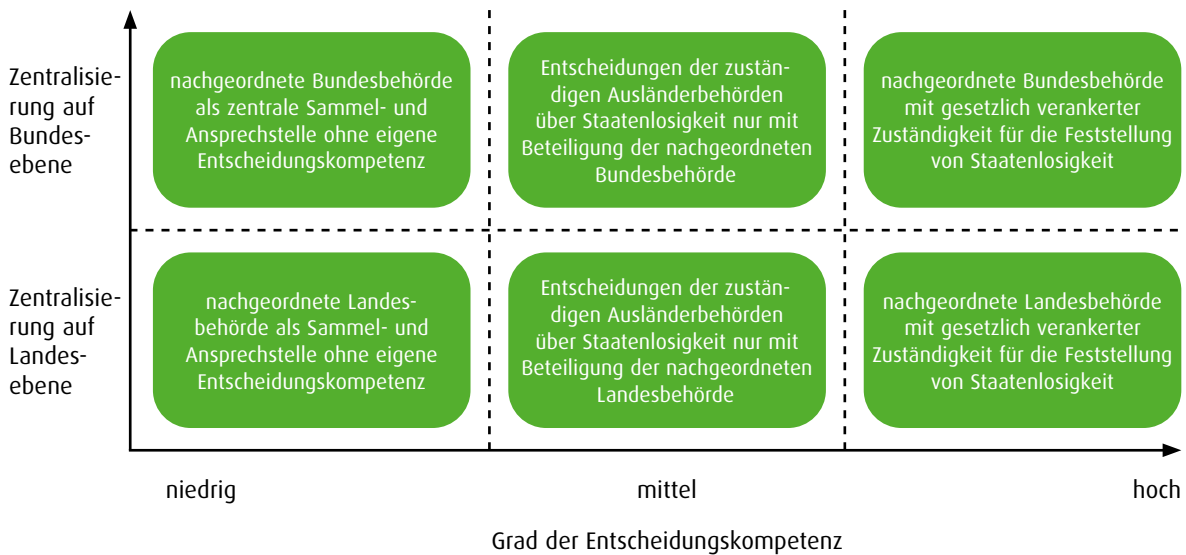 Zentralisie-
rung auf
Bundes-
ebene
nachgeordnete Bundesbehörde
als zentrale Sammel- und
Ansprechstelle ohne eigene
Entscheidungskompetenz
Entscheidungen der zustän-
digen Ausländerbehörden
über Staatenlosigkeit nur mit
Beteiligung der nachgeordneten
Bundesbehörde
nachgeordnete Bundesbehörde
mit gesetzlich verankerter
Zuständigkeit für die Feststellung
von Staatenlosigkeit
Zentralisie-
rung auf
Landes-
ebene
nachgeordnete Landes-
behörde als Sammel- und
Ansprechstelle ohne eigene
Entscheidungskompetenz
Entscheidungen der zustän-
digen Ausländerbehörden
über Staatenlosigkeit nur mit
Beteiligung der nachgeordneten
Landesbehörde
nachgeordnete Landesbehörde
mit gesetzlich verankerter
Zuständigkeit für die Feststellung
von Staatenlosigkeit
niedrig
mittel
hoch
Grad der Entscheidungskompetenz